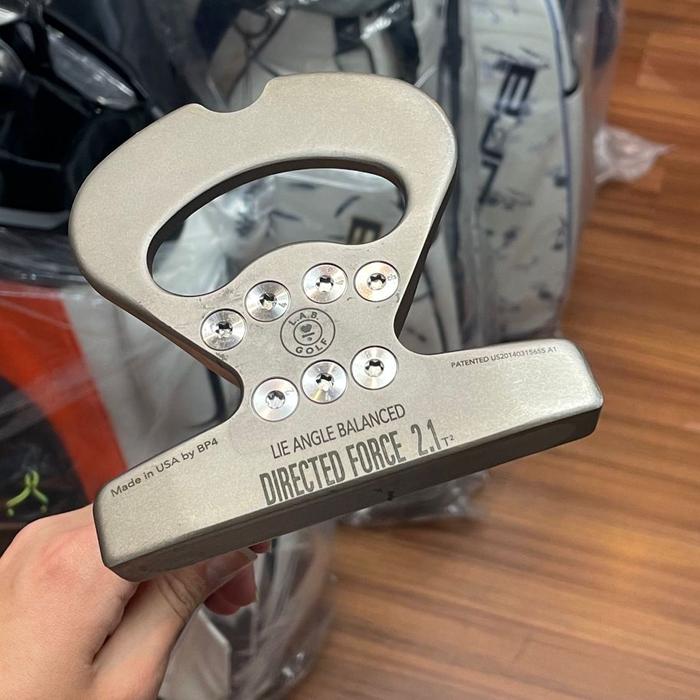 L.A.B.
GOLF
PATENTED US20140315655 A1
LIE ANGLE BALANCED
Made in USA by BP4
DIRECTED FORCE 2.1 T²